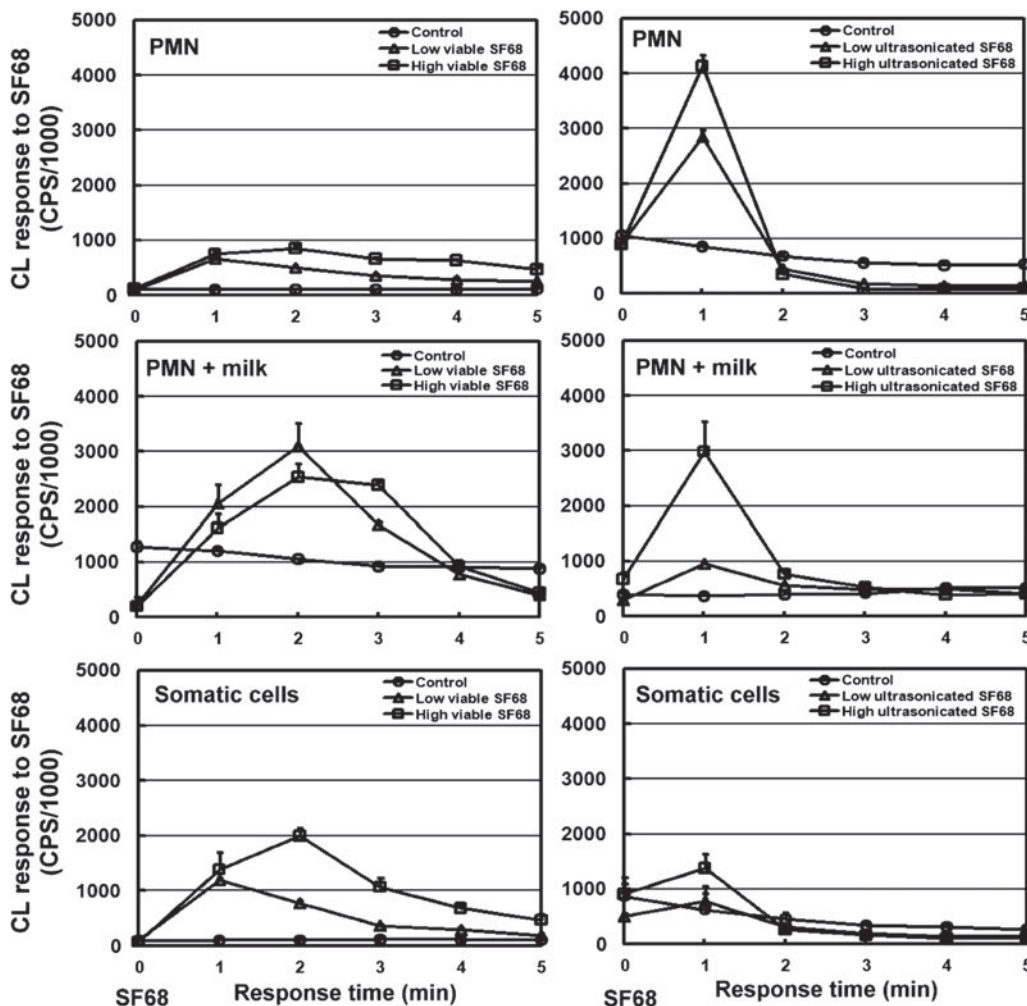 CL response to SF68
(CPS/1000)
5000
4000
3000
2000
1000
0
PMN
Control
Low viable SF68
High viable SF68
0 1 2 3 4 5
5000
4000
3000
2000
1000
0
PMN
Control
Low ultrasonicated SF68
High ultrasonicated SF68
0 1 2 3 4 5
CL response to SF68
(CPS/1000)
5000
4000
3000
2000
1000
0
PMN + milk
Control
Low viable SF68
High viable SF68
0 1 2 3 4 5
5000
4000
3000
2000
1000
0
PMN + milk
Control
Low ultrasonicated SF68
High ultrasonicated SF68
0 1 2 3 4 5
CL response to SF68
(CPS/1000)
5000
4000
3000
2000
1000
0
Somatic cells
Control
Low viable SF68
High viable SF68
0 1 2 3 4 5
SF68 Response time (min)
5000
4000
3000
2000
1000
0
Somatic cells
Control
Low ultrasonicated SF68
High ultrasonicated SF68
0 1 2 3 4 5
SF68 Response time (min)